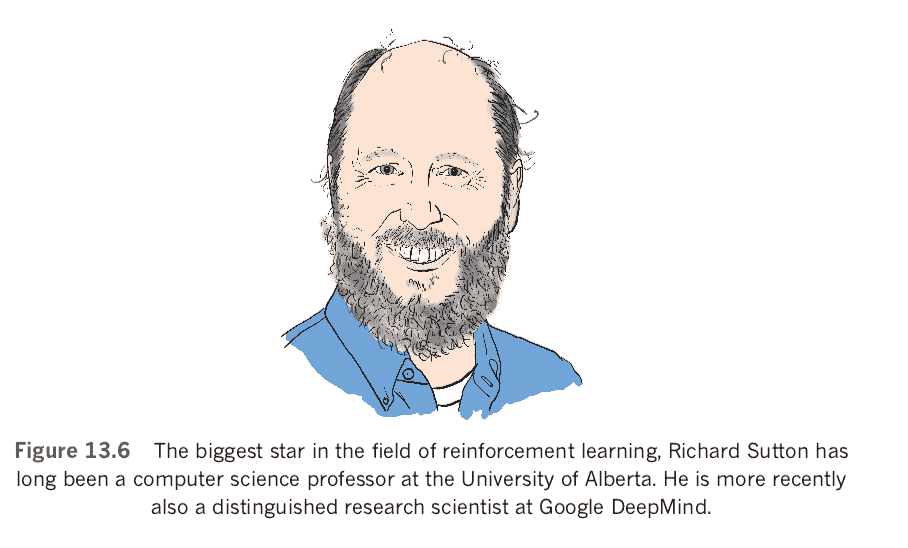 Figure 13.6 The biggest star in the field of reinforcement learning, Richard Sutton has
long been a computer science professor at the University of Alberta. He is more recently
also a distinguished research scientist at Google DeepMind.